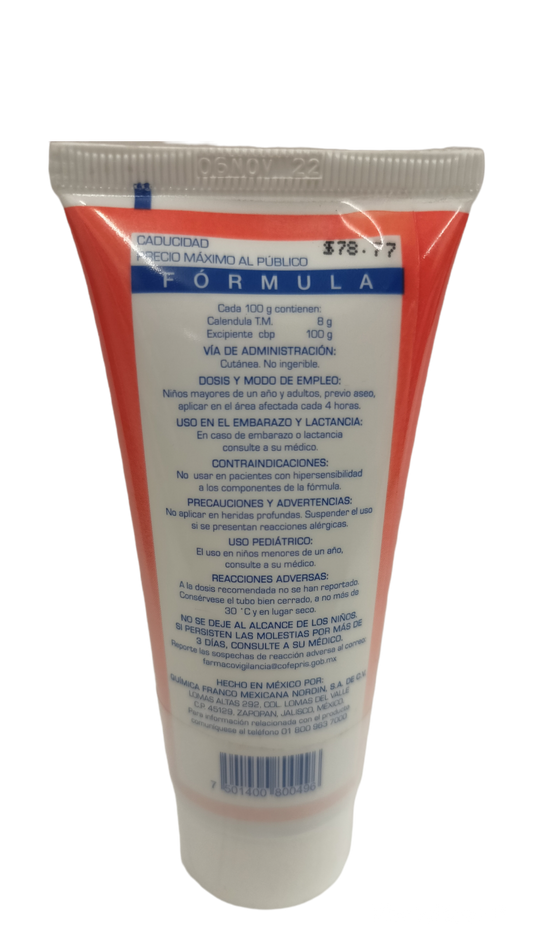 06NOV 22
CADUCIDAD
PRECIO MÁXIMO AL PÚBLICO $78.77
FÓRMULA
Cada 100 g contienen:
Calendula T.M. 8 g
Excipiente cbp 100 g
VÍA DE ADMINISTRACIÓN:
Cutánea. No ingerible.
DOSIS Y MODO DE EMPLEO:
Niños mayores de un año y adultos, previo aseo,
aplicar en el área afectada cada 4 horas.
USO EN EL EMBARAZO Y LACTANCIA:
En caso de embarazo o lactancia
consulte a su médico.
CONTRAINDICACIONES:
No usar en pacientes con hipersensibilidad
a los componentes de la fórmula.
PRECAUCIONES Y ADVERTENCIAS:
No aplicar en heridas profundas. Suspender el uso
si se presentan reacciones alérgicas.
USO PEDIÁTRICO:
El uso en niños menores de un año,
consulte a su médico.
REACCIONES ADVERSAS:
A la dosis recomendada no se han reportado.
Consérvese el tubo bien cerrado, a no más de
30 °C y en lugar seco.
NO SE DEJE AL ALCANCE DE LOS NIÑOS.
SI PERSISTEN LAS MOLESTIAS POR MÁS DE
3 DÍAS, CONSULTE A SU MÉDICO.
Reporte las sospechas de reacción adversa al correo:
farmacovigilancia@cofepris.gob.mx
HECHO EN MÉXICO POR:
QUÍMICA FRANCO MEXICANA NORDIN, S.A. DE C.V.
LOMAS ALTAS 292, COL. LOMAS DEL VALLE
C.P. 45129, ZAPOPAN, JALISCO, MÉXICO.
Para información relacionada con el producto
comuníquese al teléfono 01 800 963 7000
7 501400 800496